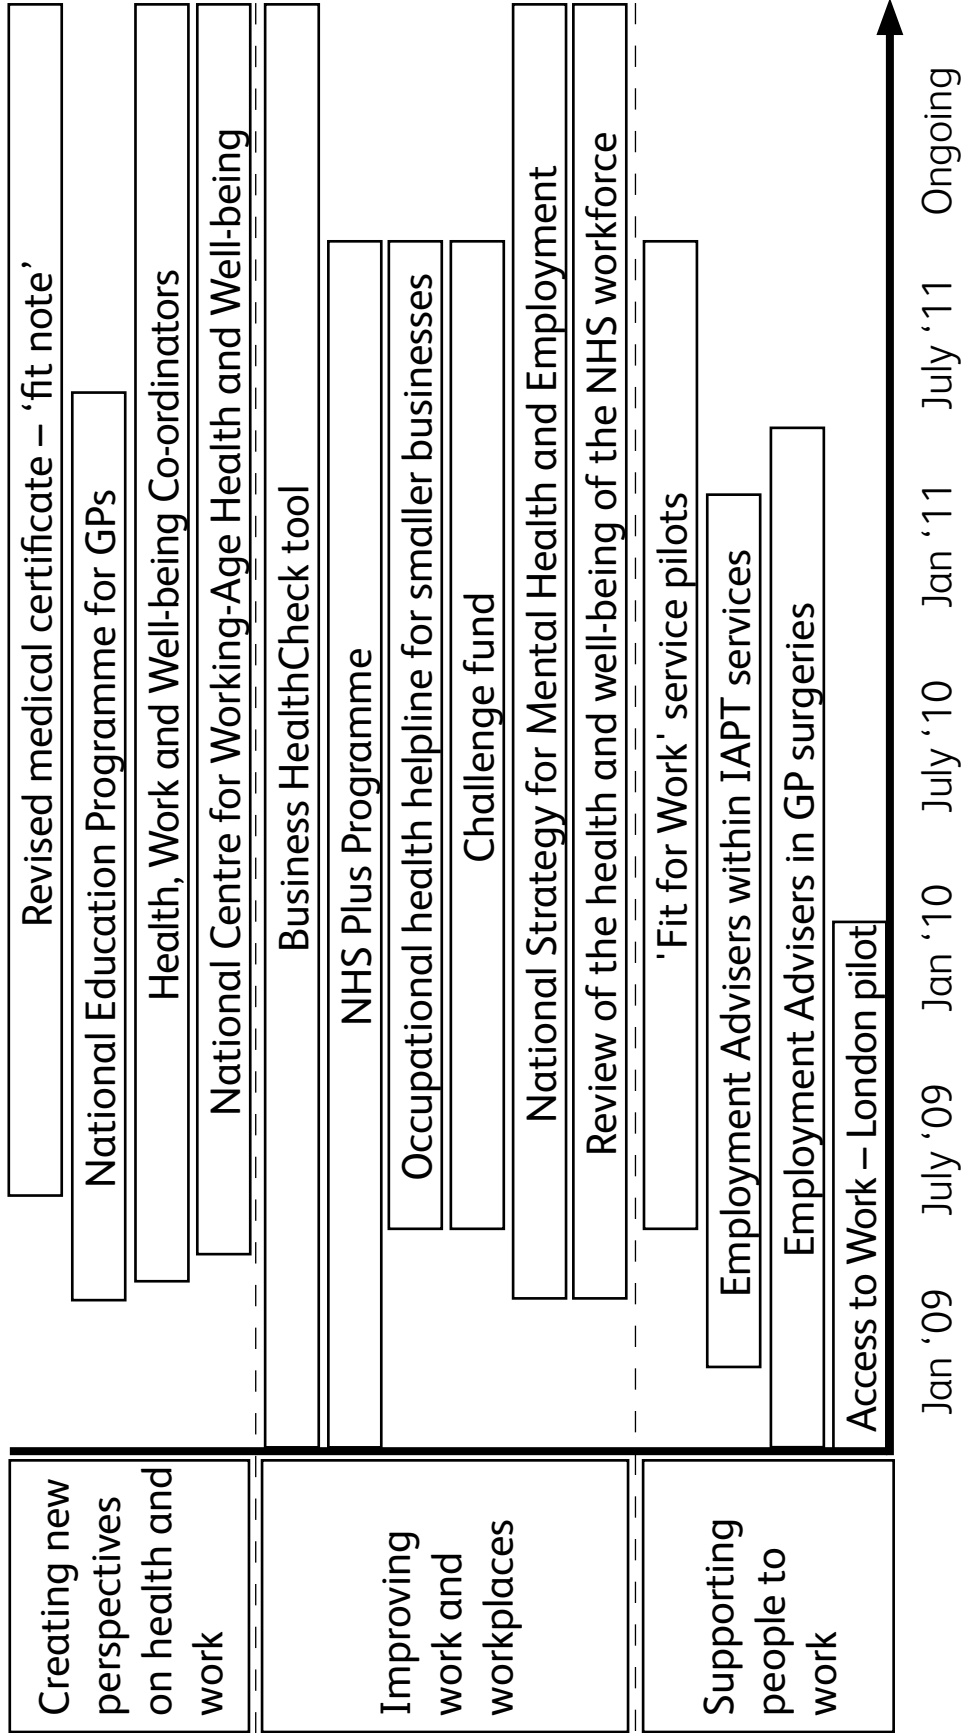 Creating new
perspectives
on health and
work
Revised medical certificate – ‘fit note’
National Education Programme for GPs
Health, Work and Well-being Co-ordinators
National Centre for Working-Age Health and Well-being
Improving
work and
workplaces
Business HealthCheck tool
NHS Plus Programme
Occupational health helpline for smaller businesses
Challenge fund
National Strategy for Mental Health and Employment
Review of the health and well-being of the NHS workforce
Supporting
people to
work
'Fit for Work' service pilots
Employment Advisers within IAPT services
Employment Advisers in GP surgeries
Access to Work – London pilot
Jan ‘09 July ‘09 Jan ‘10 July ‘10 Jan ‘11 July ‘11 Ongoing